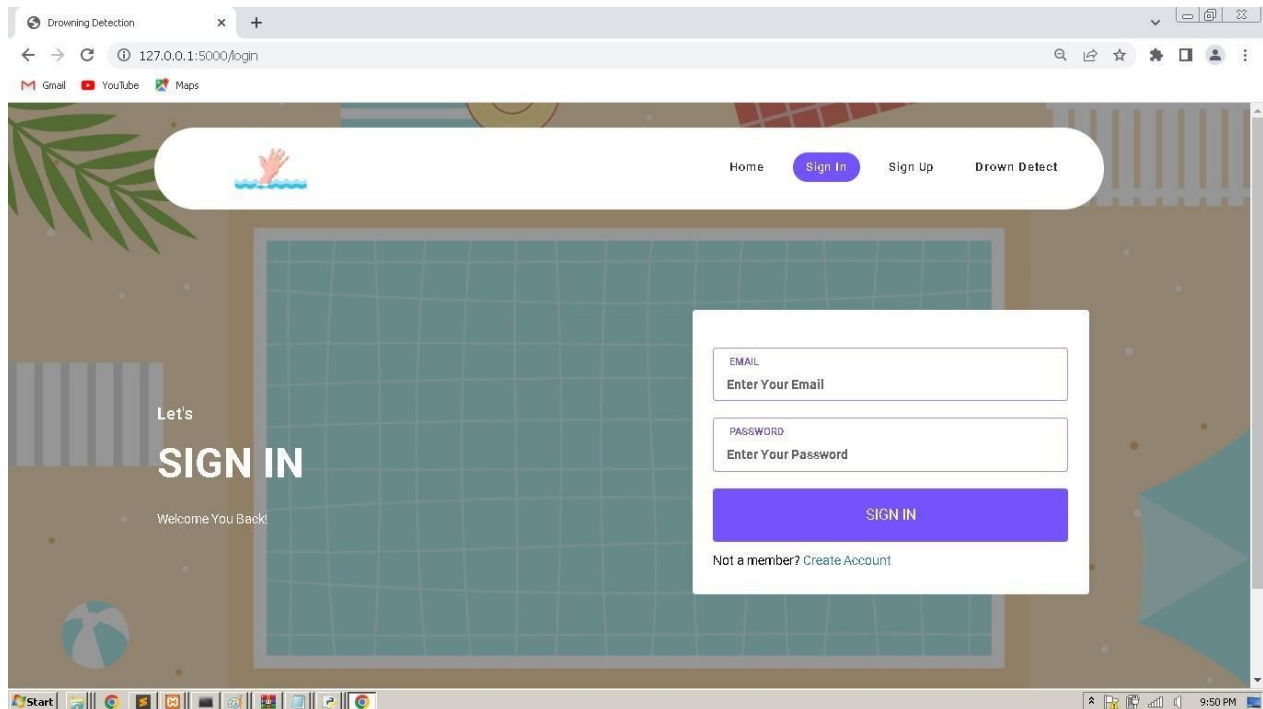 Drowning Detection
127.0.0.1:5000/login
Gmail YouTube Maps
Home Sign In Sign Up Drown Detect
Let's
SIGN IN
Welcome You Back!
EMAIL
Enter Your Email
PASSWORD
Enter Your Password
SIGN IN
Not a member? Create Account
Start 9:50 PM